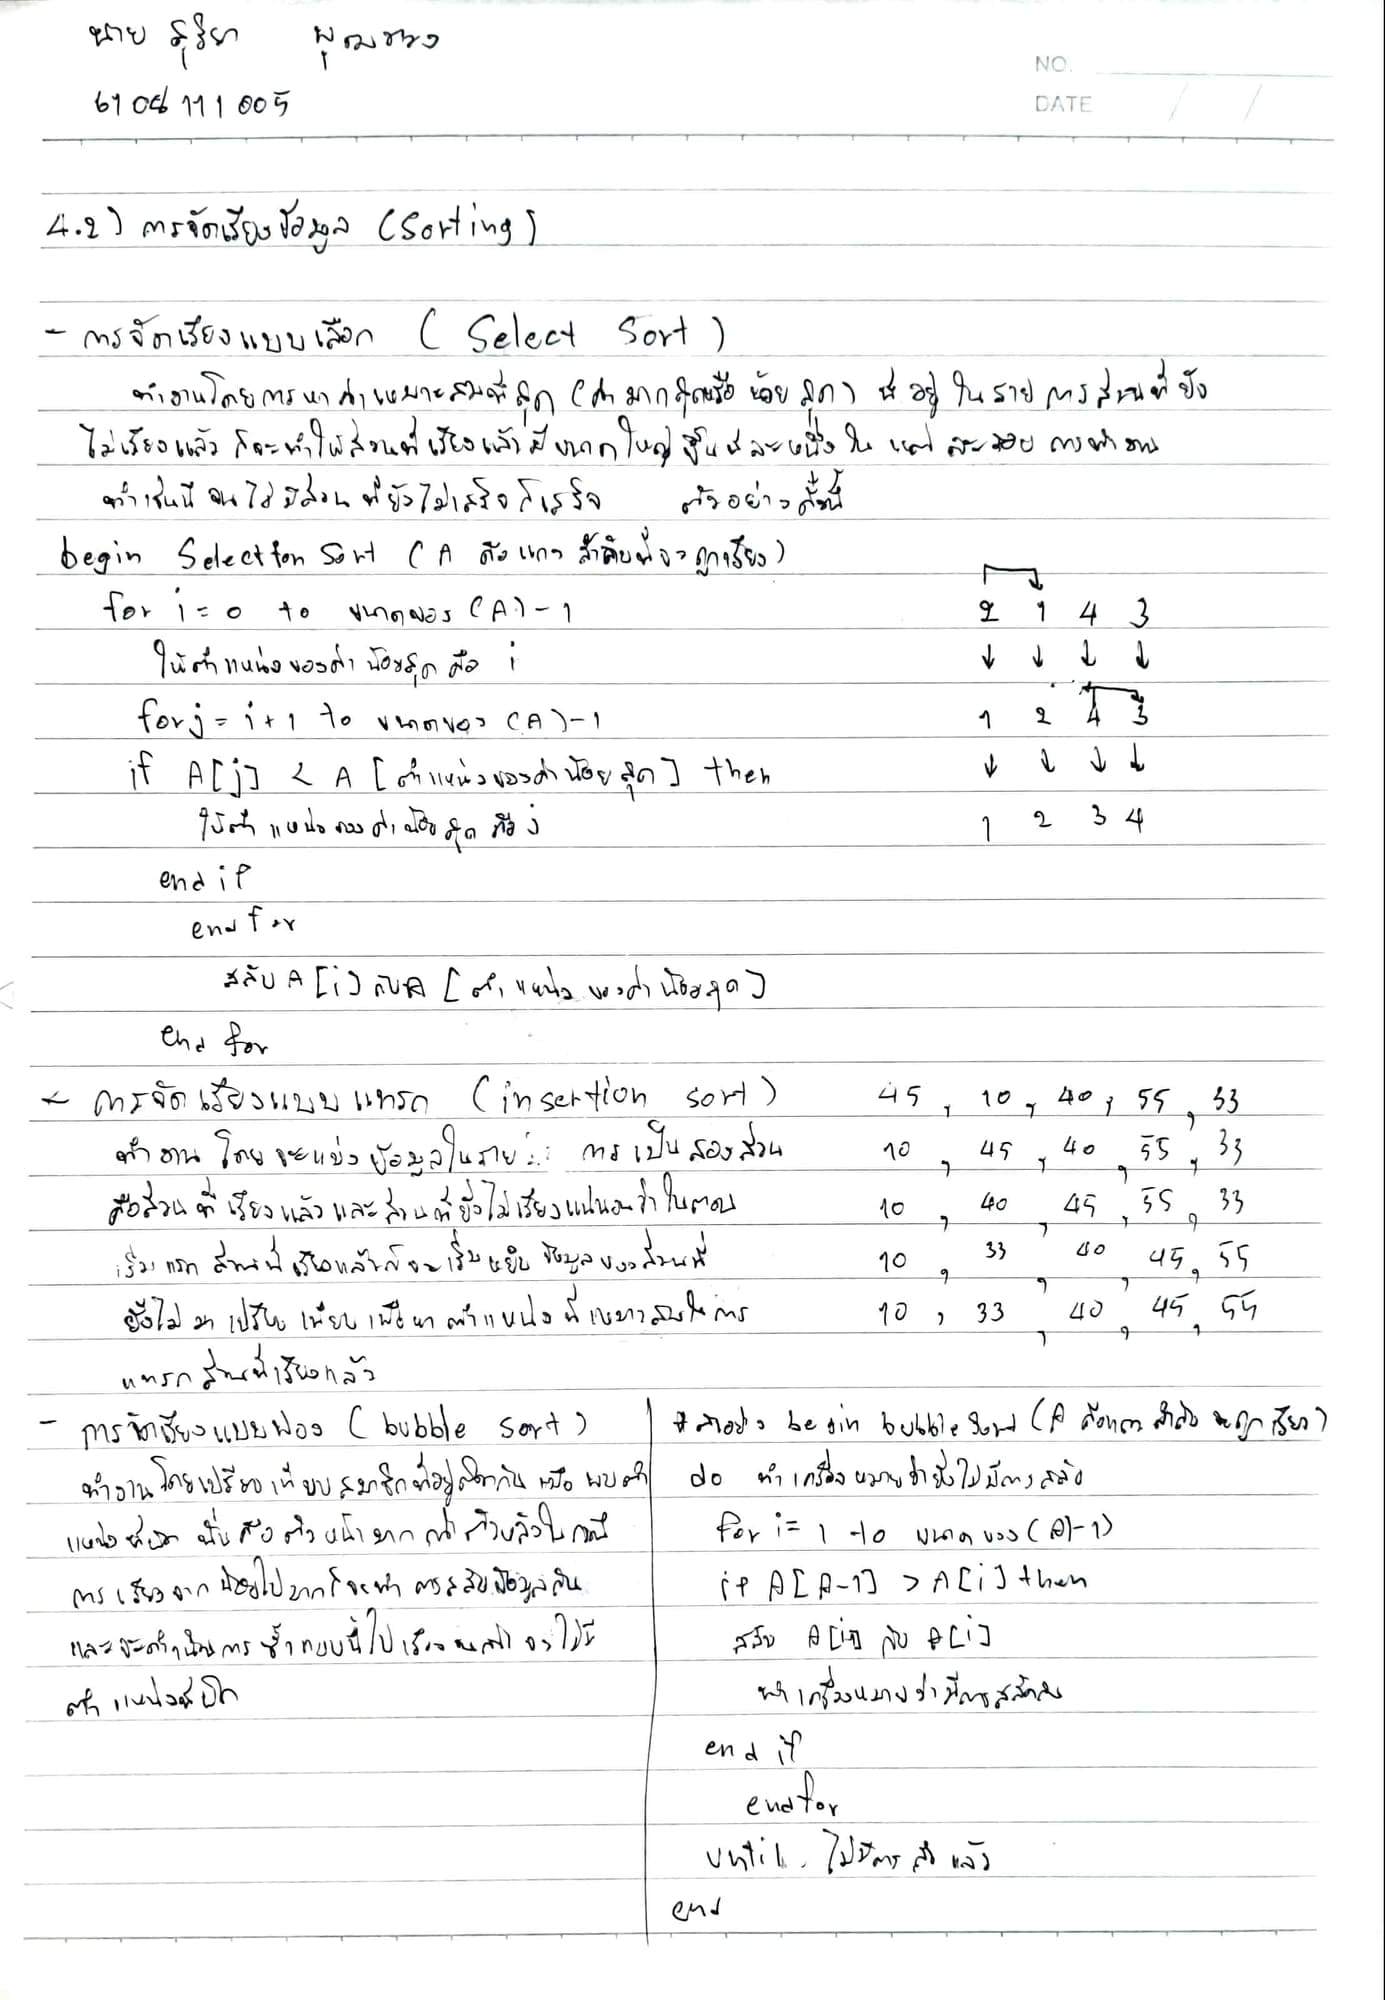 นาย สุริยา บุญทวง
6108111005
NO.
DATE / /
4.2) การจัดเรียงข้อมูล (Sorting)
- การจัดเรียงแบบเลือก ( Select Sort )
ทำงานโดยการหาค่าเหมาะสมที่สุด (ค่ามากสุดหรือ น้อยสุด) ที่ อยู่ ใน รายการส่วนที่ยัง
ไม่เรียงแล้ว ก็จะทำให้ส่วนที่เรียงแล้วมีขนาดใหญ่ขึ้นทีละหนึ่งใน แต่ ละรอบ การทำงาน
ทำเช่นนี้ จน ไม่ มีส่วน ที่ยังไม่เสร็จก็เสร็จ ตัวอย่างดังนี้
begin Selection Sort ( A คือแถวลำดับที่จะถูกเรียง)
for i = 0 to ขนาดของ (A) - 1
2 1 4 3
ให้ตำแหน่งของค่าน้อยสุด คือ i
↓ ↓ ↓ ↓
for j = i + 1 to ขนาดของ (A) - 1
1 2 4 3
if A[j] < A [ตำแหน่งของค่าน้อยสุด] then
↓ ↓ ↓ ↓
ให้ตำแหน่งของค่าน้อยสุด คือ j
1 2 3 4
end if
end for
สลับ A [i] กับ A [ตำแหน่งของค่าน้อยสุด]
end for
- การจัดเรียงแบบแทรก (insertion sort)
45 , 10 , 40 , 55 , 33
ทำงาน โดยจะแบ่งข้อมูลในราย การเป็นสองส่วน
10 , 45 , 40 , 55 , 33
คือส่วนที่ เรียงแล้ว และส่วนที่ยังไม่เรียงแน่นอนว่าในตอน
10 , 40 , 45 , 55 , 33
เริ่มแรก ส่วนที่ เรียงแล้วก็จะเริ่มหยิบ ข้อมูลของส่วนที่
10 , 33 , 40 , 45 , 55
ยังไม่ มาเปรียบ เทียบเพื่อหาตำแหน่งที่เหมาะสมในการ
10 , 33 , 40 , 45 , 55
แทรกส่วนที่เรียงแล้ว
- การจัดเรียงแบบฟอง (bubble sort)
ทำงานโดยเปรียบเทียบสมาชิกที่อยู่ติดกัน เมื่อ พบตำ
แหน่งที่ผิด นั่นคือ ตัวหน้ามากกว่าตัวหลังในกรณี
การเรียงจากน้อยไปมากก็จะทำ การสลับข้อมูลกัน
และจะดำเนินการซ้ำแบบนี้ไปเรื่อย จนกว่า จะไม่มี
ตำแหน่งที่ผิด
ตัวอย่าง begin bubble Sort (A คือแถวลำดับจะถูกเรียง)
do ทำเครื่องหมายว่ายังไม่มีการสลับ
for i = 1 to ขนาดของ (A) - 1)
if A[A-1] > A[i] then
สลับ A[i-1] กับ A[i]
ทำเครื่องหมายว่ามีการสลับ
end if
end for
until ไม่มีการสลับ แล้ว
end